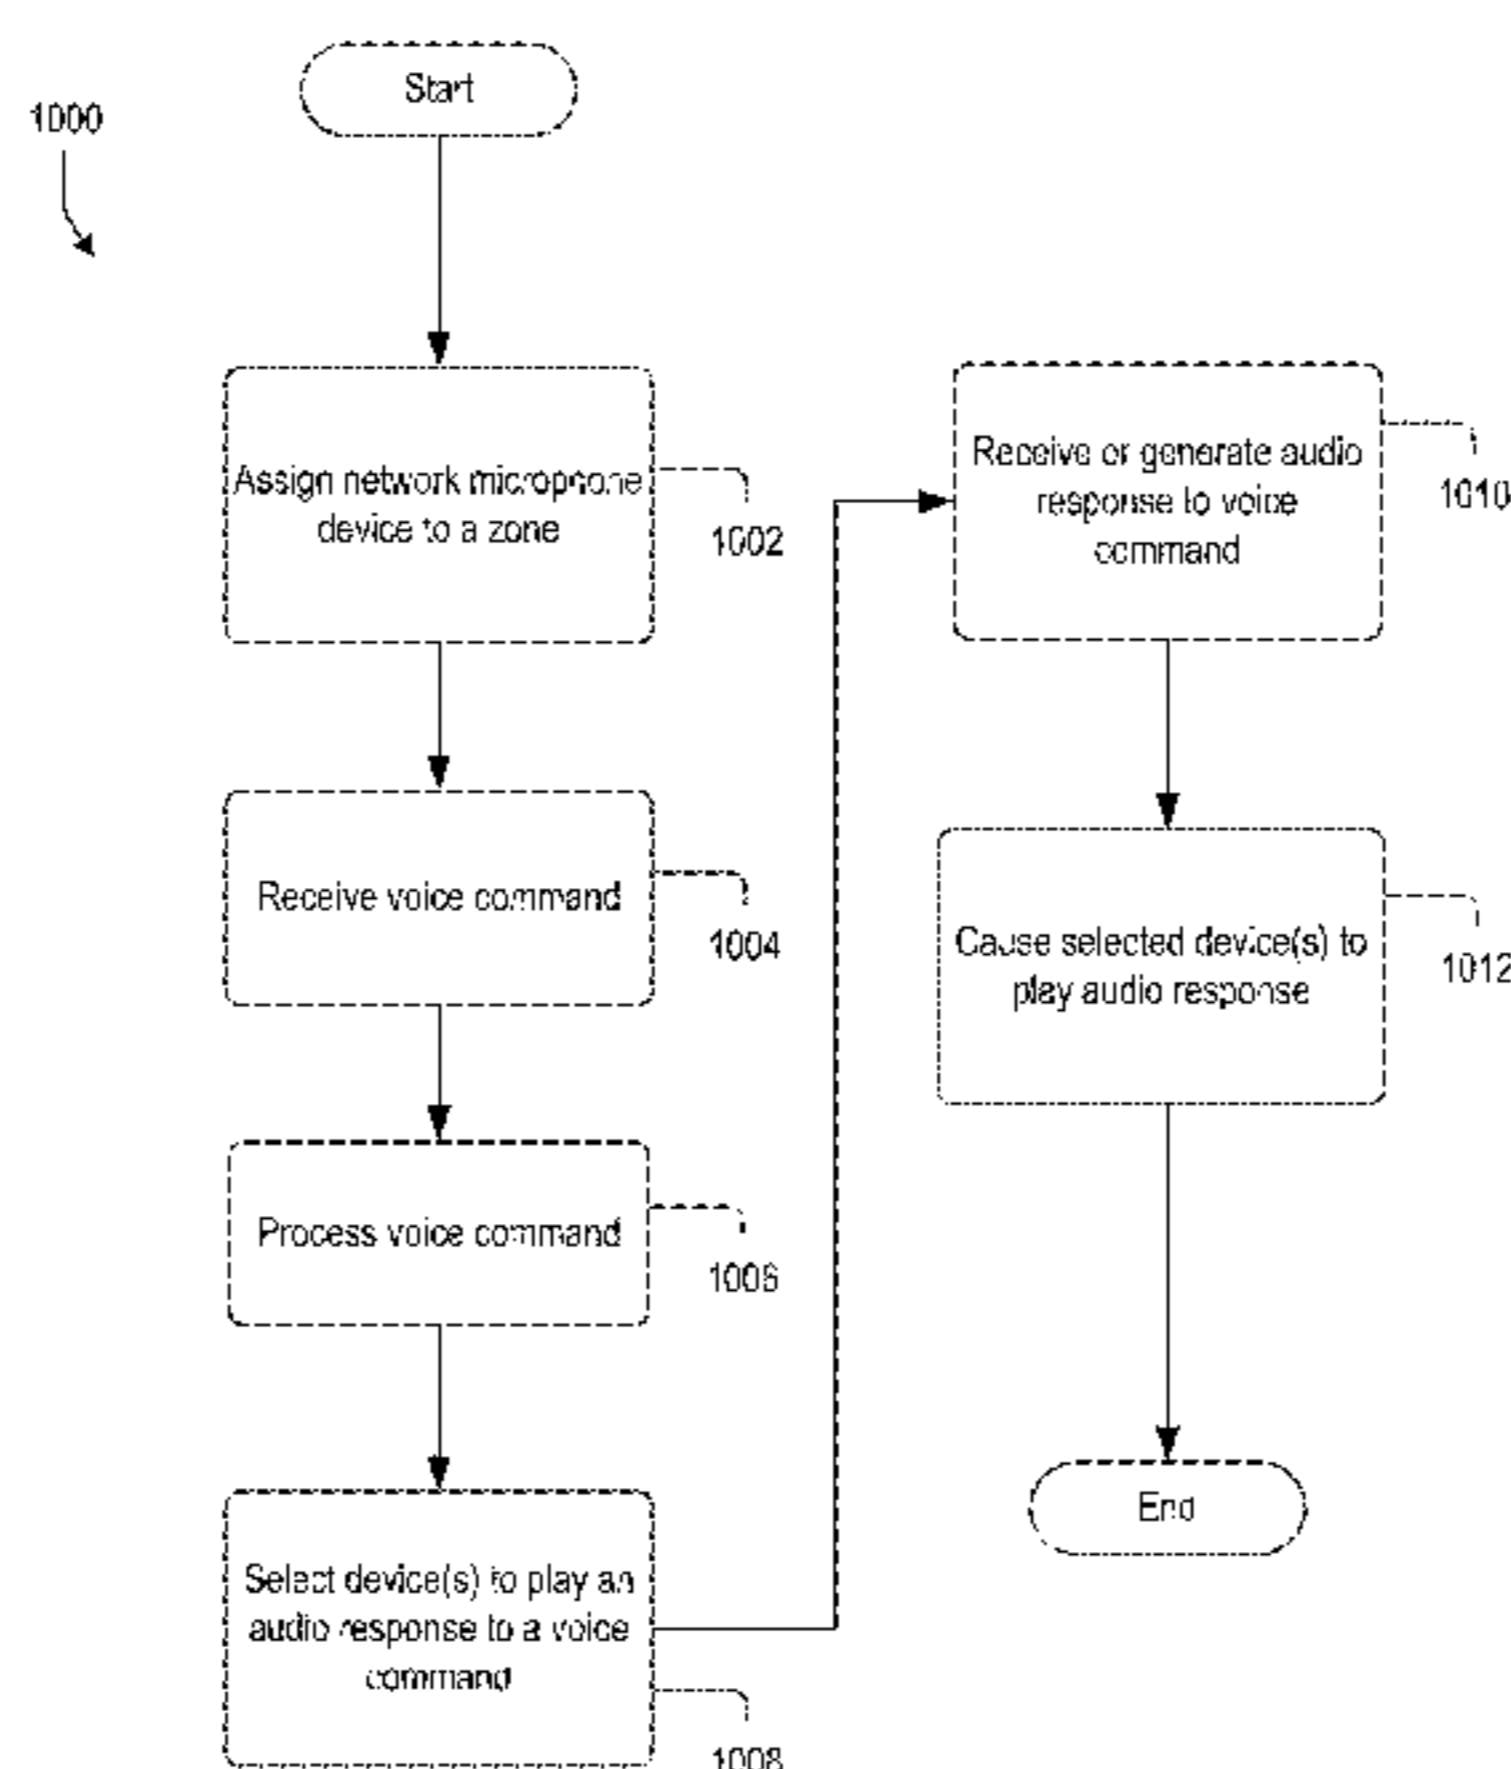 1000
Start
Assign network microphone
device to a zone
1002
Receive voice command
1004
Process voice command
1006
Select device(s) to play an
audio response to a voice
command
1008
Receive or generate audio
response to voice
command
1010
Cause selected device(s) to
play audio response
1012
End